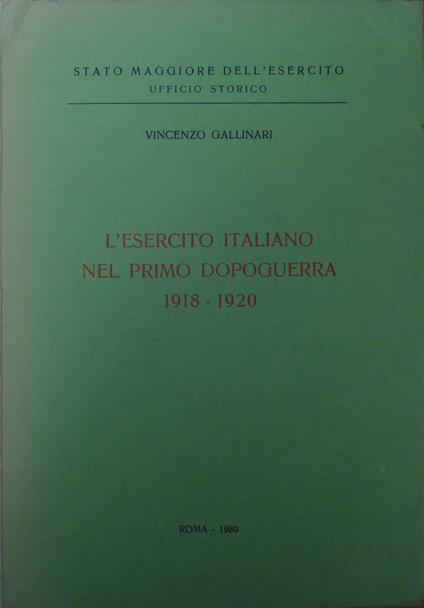 STATO MAGGIORE DELL'ESERCITO
UFFICIO STORICO
VINCENZO GALLINARI
L'ESERCITO ITALIANO
NEL PRIMO DOPOGUERRA
1918 - 1920
ROMA - 1980